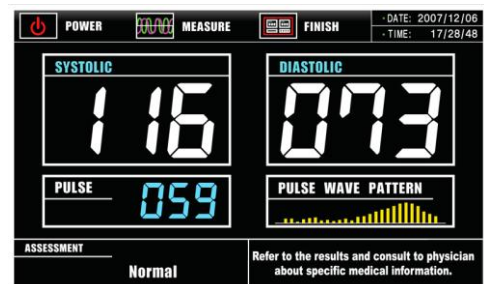 POWER MEASURE FINISH ·DATE: 2007/12/06
·TIME: 17/28/48
SYSTOLIC DIASTOLIC
116 073
PULSE 059 PULSE WAVE PATTERN
ASSESSMENT
Normal
Refer to the results and consult to physician
about specific medical information.